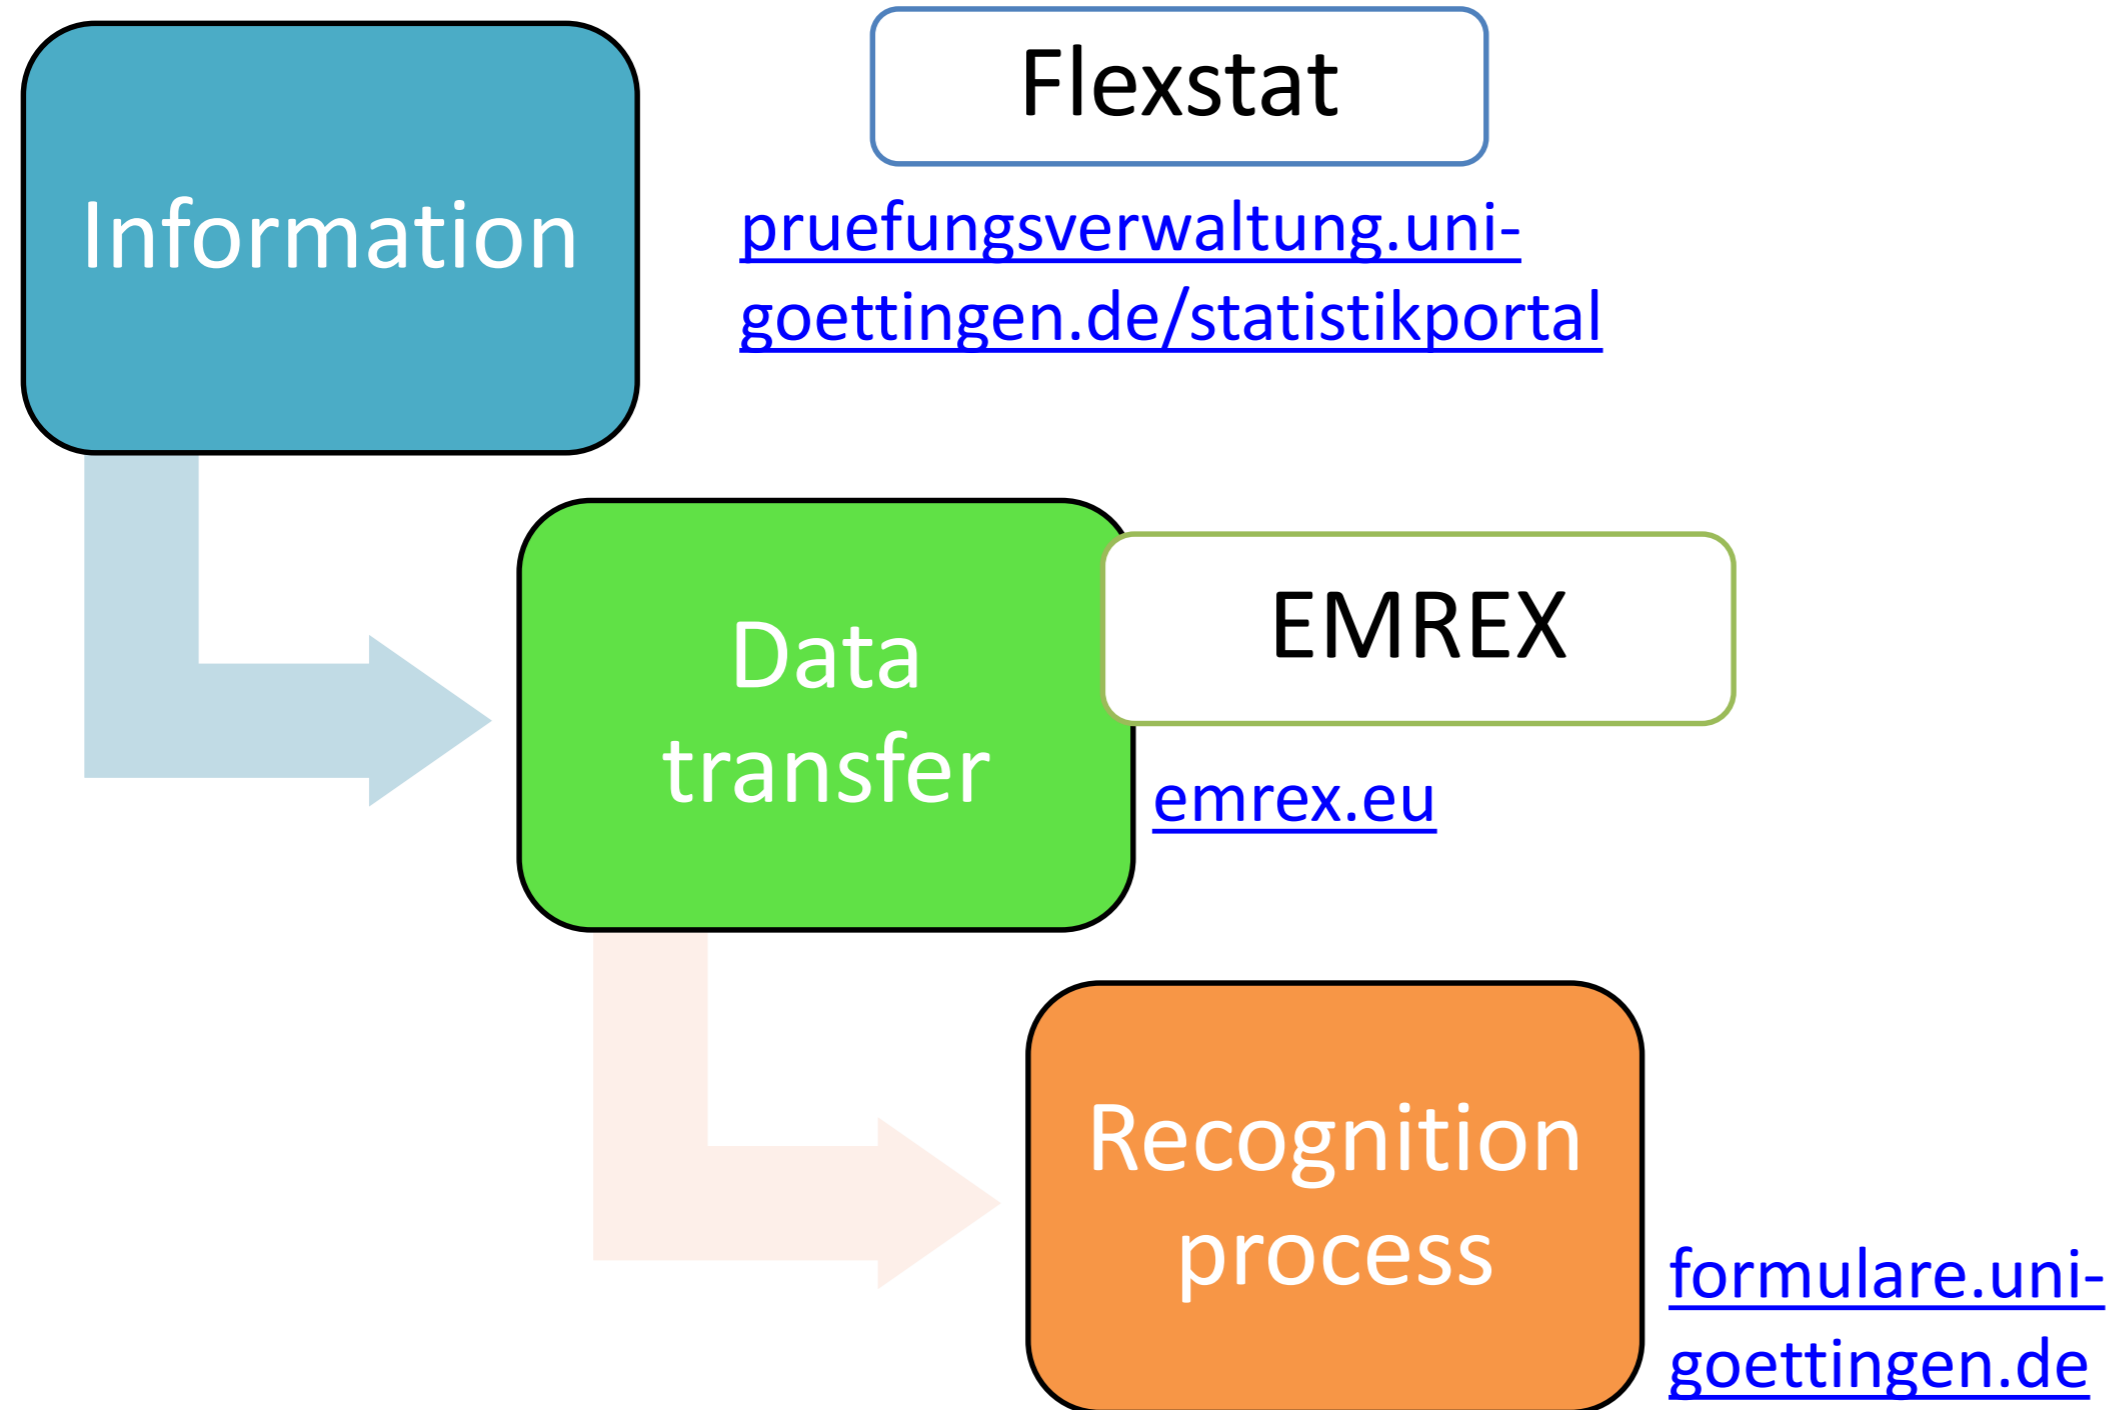 Flexstat
Information
pruefungsverwaltung.uni-
goettingen.de/statistikportal
EMREX
Data
transfer
emrex.eu
Recognition
process
formulare.uni-
goettingen.de